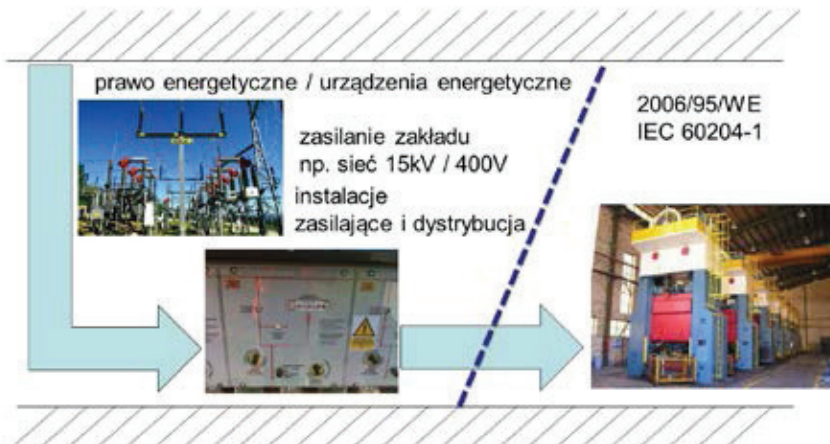 prawo energetyczne / urządzenia energetyczne
zasilanie zakładu
np. sieć 15kV / 400V
instalacje
zasilające i dystrybucja
2006/95/WE
IEC 60204-1